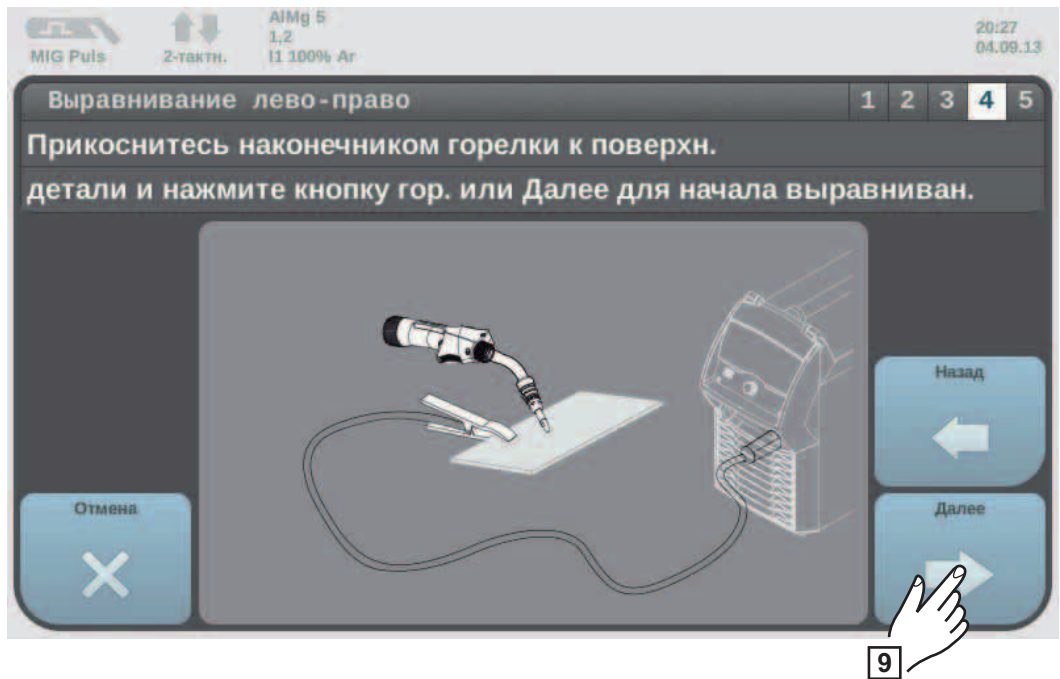 AlMg 5
1,2
I1 100% Ar
MIG Puls
2-тактн.
20:27
04.09.13
Выравнивание лево-право
1 2 3 4 5
Прикоснитесь наконечником горелки к поверхн.
детали и нажмите кнопку гор. или Далее для начала выравниван.
Назад
Отмена
Далее
9